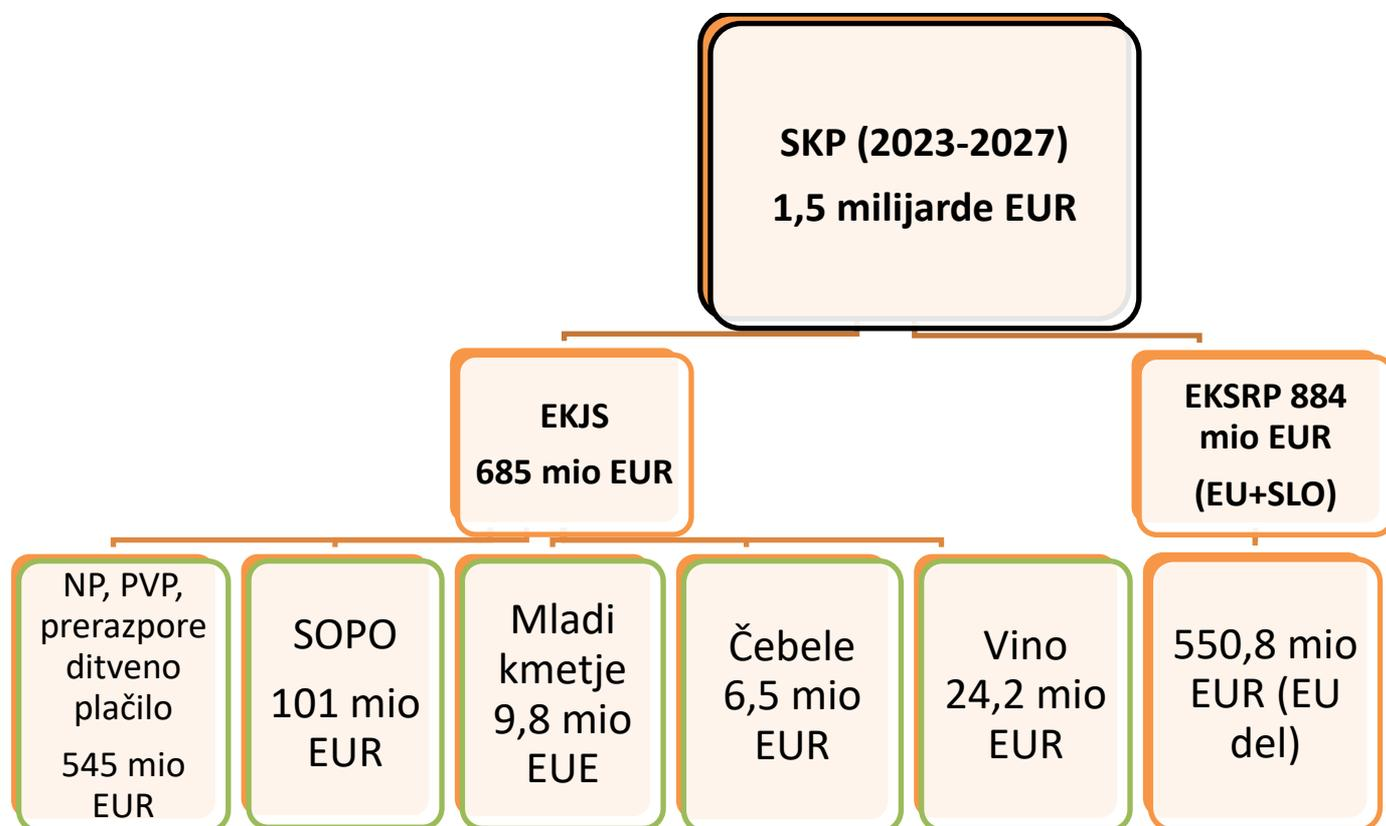 SKP (2023-2027)
1,5 milijarde EUR
EKJS
685 mio EUR
EKSRP 884
mio EUR
(EU+SLO)
NP, PVP,
prerazpore
ditveno
plačilo
545 mio
EUR
SOPO
101 mio
EUR
Mladi
kmetje
9,8 mio
EUE
Čebele
6,5 mio
EUR
Vino
24,2 mio
EUR
550,8 mio
EUR (EU
del)